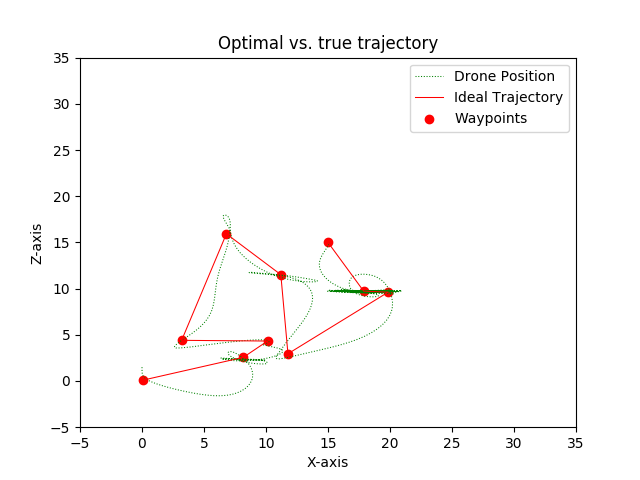 Optimal vs. true trajectory
Drone Position
Ideal Trajectory
Waypoints
Z-axis
35
30
25
20
15
10
5
0
−5
−5 0 5 10 15 20 25 30 35
X-axis